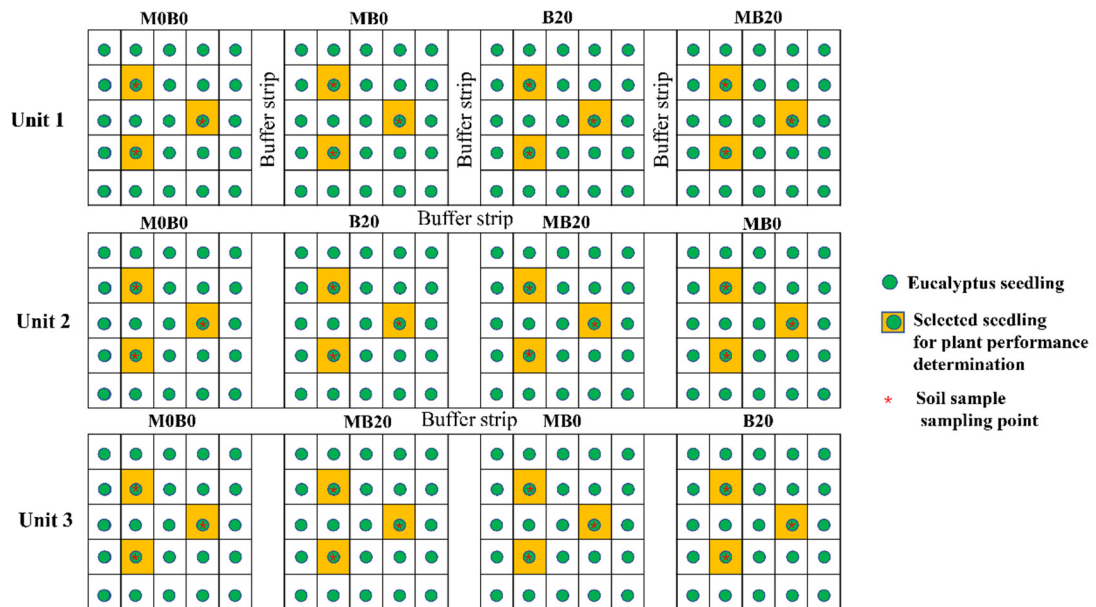 M0B0
MB0
B20
MB20
Unit 1
Buffer strip
Buffer strip
Buffer strip
Buffer strip
M0B0
B20
MB20
MB0
Unit 2
Buffer strip
M0B0
MB20
MB0
B20
Unit 3
Eucalyptus seedling
Selected seedling
for plant performance
determination
* Soil sample
sampling point